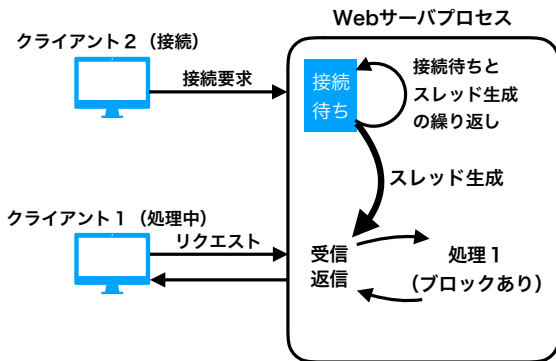 Webサーバプロセス
クライアント２（接続）
接続要求
接続
待ち
接続待ちと
スレッド生成
の繰り返し
スレッド生成
クライアント１（処理中）
リクエスト
受信
返信
処理１
（ブロックあり）